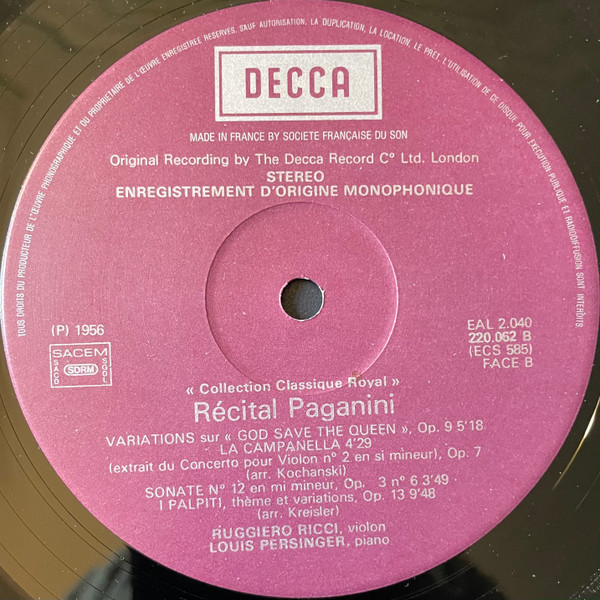 TOUS DROITS DU PRODUCTEUR DE L'ŒUVRE PHONOGRAPHIQUE ET DU PROPRIETAIRE DE L'ŒUVRE ENREGISTREE RESERVES. SAUF AUTORISATION, LA DUPLICATION, LA LOCATION, LE PRET, L'UTILISATION DE CE DISQUE POUR EXECUTION PUBLIQUE ET RADIODIFFUSION SONT INTERDITS.
DECCA
MADE IN FRANCE BY SOCIETE FRANÇAISE DU SON
Original Recording by The Decca Record C° Ltd. London
STEREO
ENREGISTREMENT D'ORIGINE MONOPHONIQUE
(P) 1956
SACEM
SACD
SDRM
SGDL
EAL 2.040
220.062 B
(ECS 585)
FACE B
« Collection Classique Royal »
Récital Paganini
VARIATIONS sur « GOD SAVE THE QUEEN », Op. 9 5'18
LA CAMPANELLA 4'29
(extrait du Concerto pour Violon n° 2 en si mineur), Op. 7
(arr. Kochanski)
SONATE N° 12 en mi mineur, Op. 3 n° 6 3'49
I PALPITI, thème et variations, Op. 13 9'48
(arr. Kreisler)
RUGGIERO RICCI, violon
LOUIS PERSINGER, piano